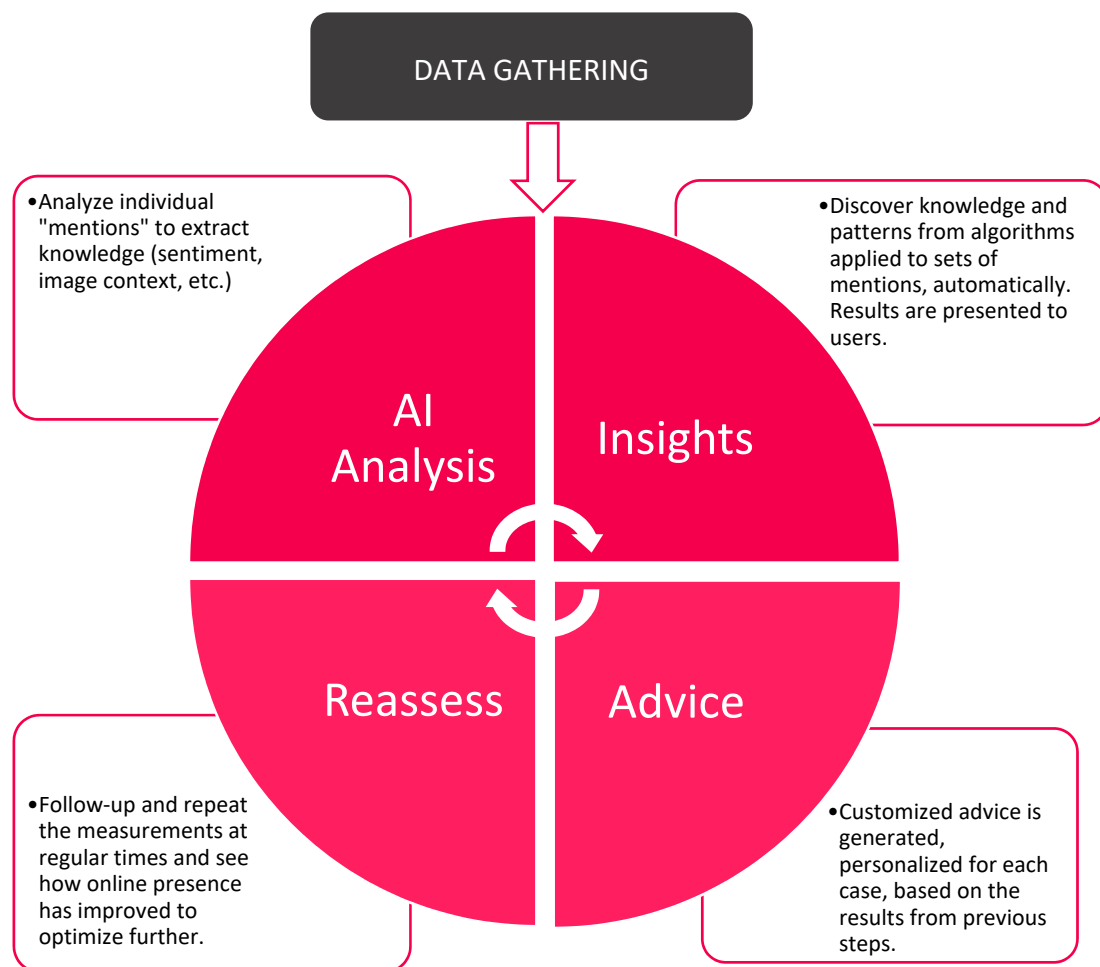 DATA GATHERING
•Analyze individual
"mentions" to extract
knowledge (sentiment,
image context, etc.)
•Discover knowledge and
patterns from algorithms
applied to sets of
mentions, automatically.
Results are presented to
users.
AI
Analysis
Insights
Reassess
Advice
•Follow-up and repeat
the measurements at
regular times and see
how online presence
has improved to
optimize further.
•Customized advice is
generated,
personalized for each
case, based on the
results from previous
steps.